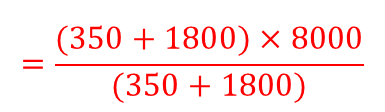 = (350 + 1800) × 8000
(350 + 1800)